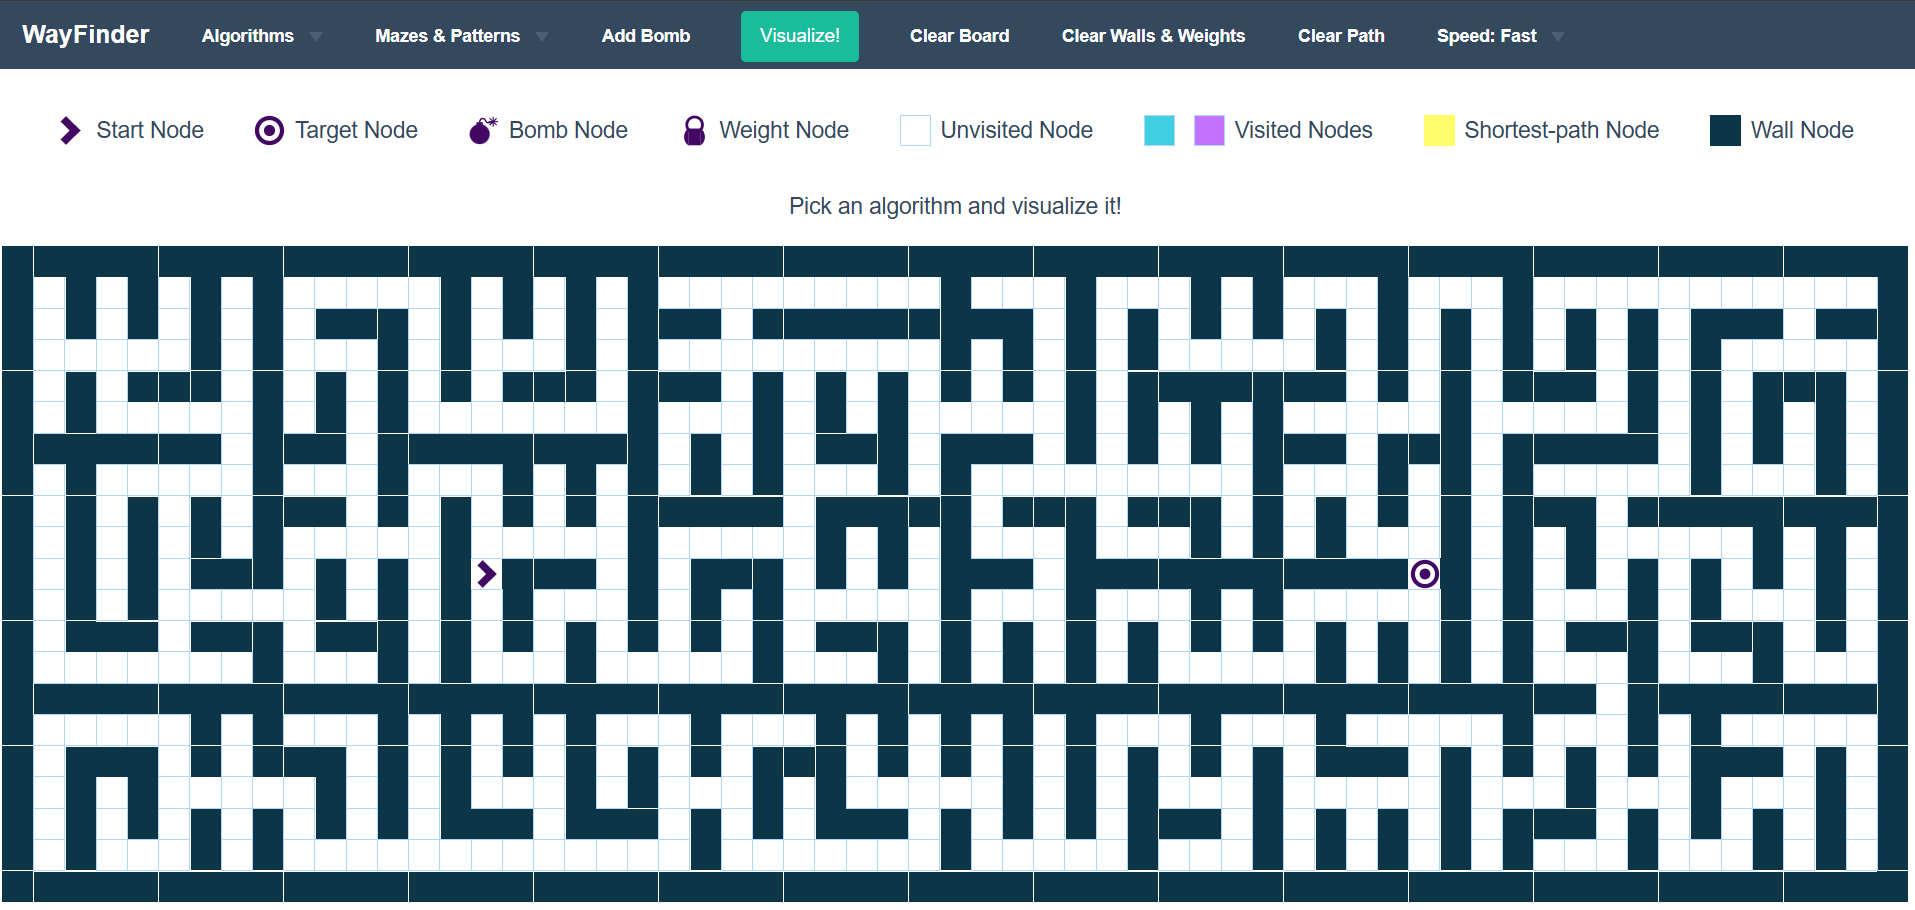 WayFinder Algorithms Mazes & Patterns Add Bomb Visualize! Clear Board Clear Walls & Weights Clear Path Speed: Fast
Start Node Target Node Bomb Node Weight Node Unvisited Node Visited Nodes Shortest-path Node Wall Node
Pick an algorithm and visualize it!